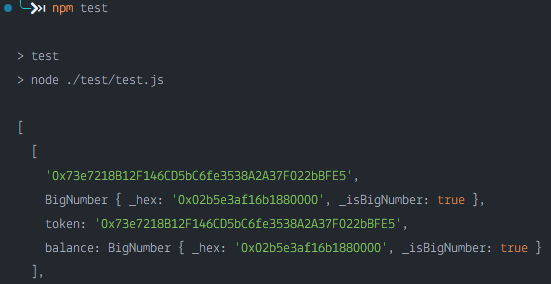 npm test
> test
> node ./test/test.js
[
[
'0x73e7218B12F146CD5bC6fe3538A2A37F022bBFE5',
BigNumber { _hex: '0x02b5e3af16b1880000', _isBigNumber: true },
token: '0x73e7218B12F146CD5bC6fe3538A2A37F022bBFE5',
balance: BigNumber { _hex: '0x02b5e3af16b1880000', _isBigNumber: true }
],